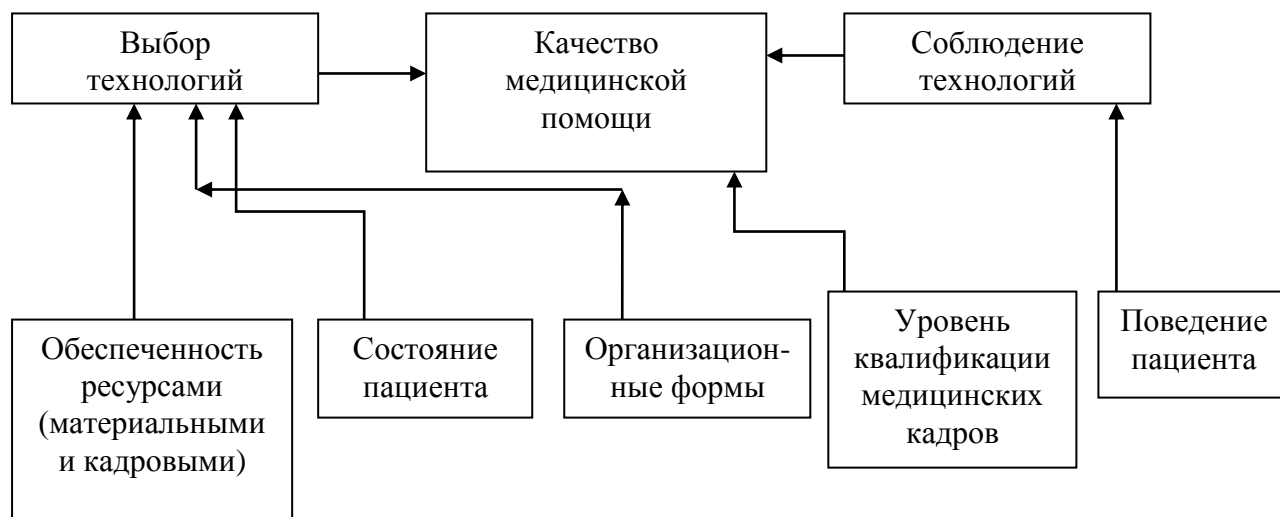 Выбор
технологий
Качество
медицинской
помощи
Соблюдение
технологий
Обеспеченность
ресурсами
(материальными
и кадровыми)
Состояние
пациента
Организацион-
ные формы
Уровень
квалификации
медицинских
кадров
Поведение
пациента